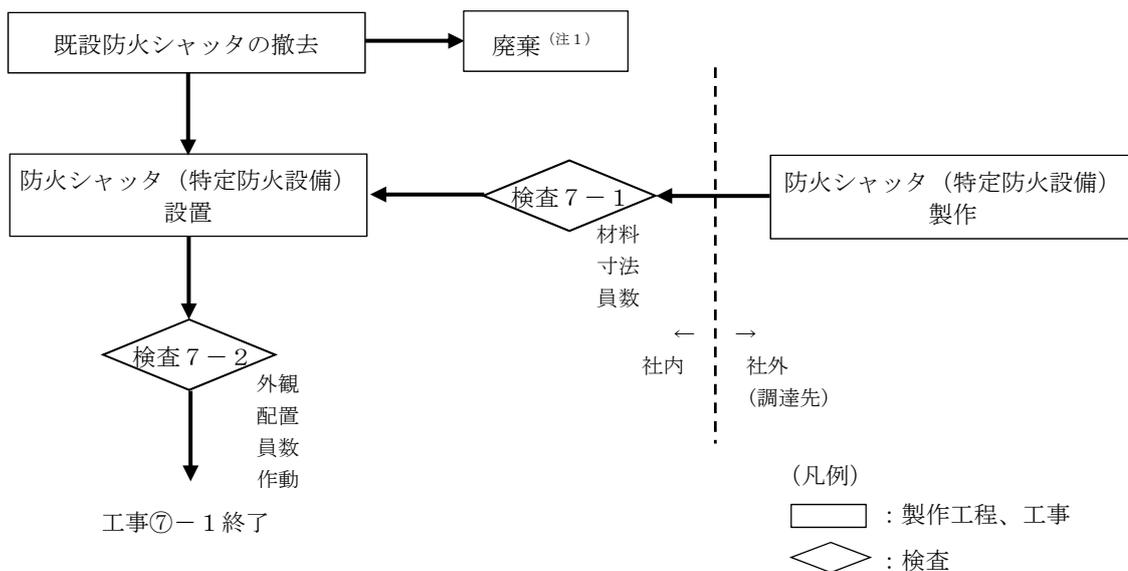 既設防火シャッタの撤去
廃棄(注1)
防火シャッタ(特定防火設備)
設置
検査7-1
材料
寸法
員数
防火シャッタ(特定防火設備)
製作
← →
社内 社外
(調達先)
検査7-2
外観
配置
員数
作動
工事⑦-1終了
(凡例)
:製作工程、工事
:検査